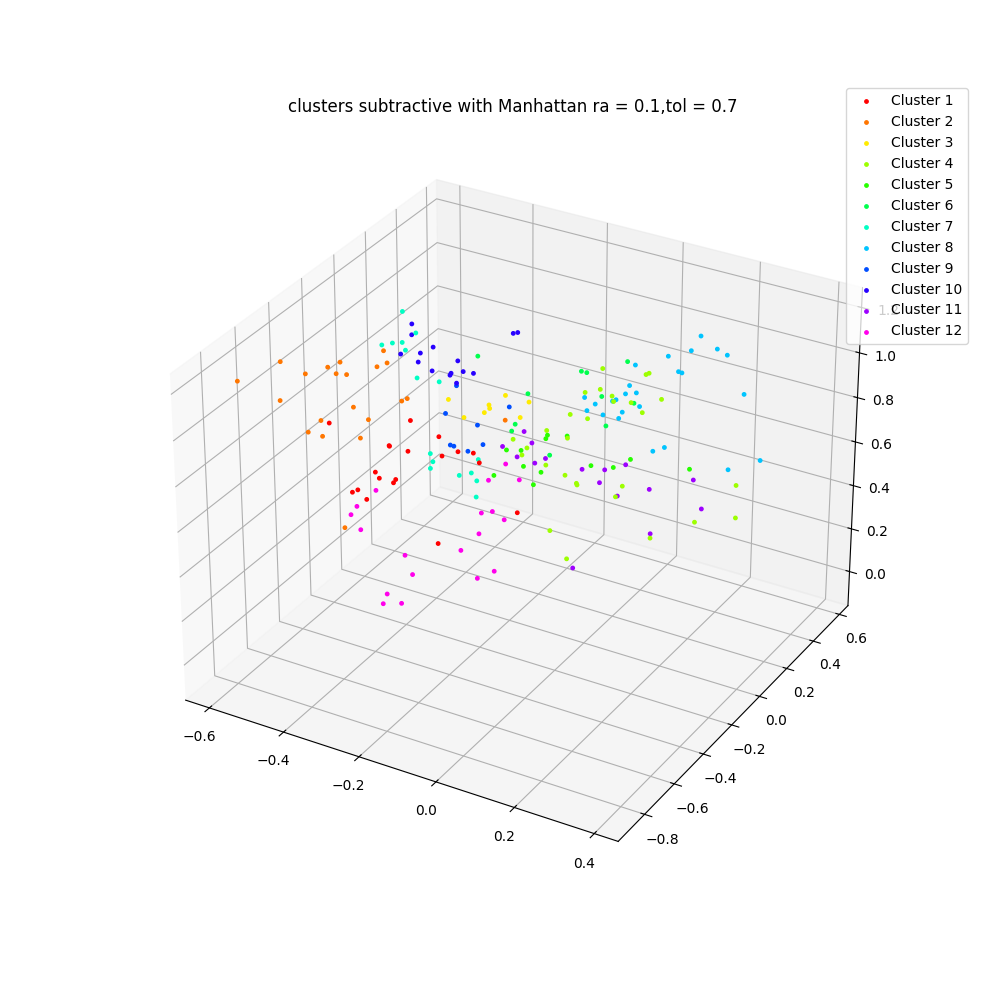 clusters subtractive with Manhattan ra = 0.1,tol = 0.7
Cluster 1
Cluster 2
Cluster 3
Cluster 4
Cluster 5
Cluster 6
Cluster 7
Cluster 8
Cluster 9
Cluster 10
Cluster 11
Cluster 12
1.0
0.8
0.6
0.4
0.2
0.0
0.6
0.4
0.2
0.0
−0.2
−0.4
−0.6
−0.8
−0.6
−0.4
−0.2
0.0
0.2
0.4